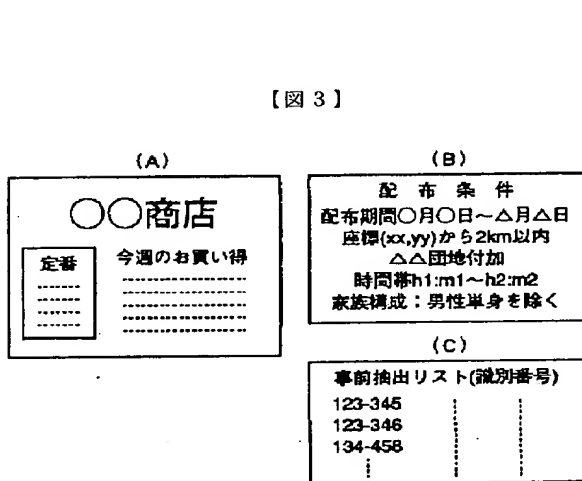 【図3】
(A)
○○商店
定番
今週のお買い得
(B)
配布条件
配布期間○月○日～△月△日
座標(xx,yy)から2km以内
△△団地付加
時間帯h1:m1～h2:m2
家族構成：男性単身を除く
(C)
事前抽出リスト(識別番号)
123-345
123-346
134-458